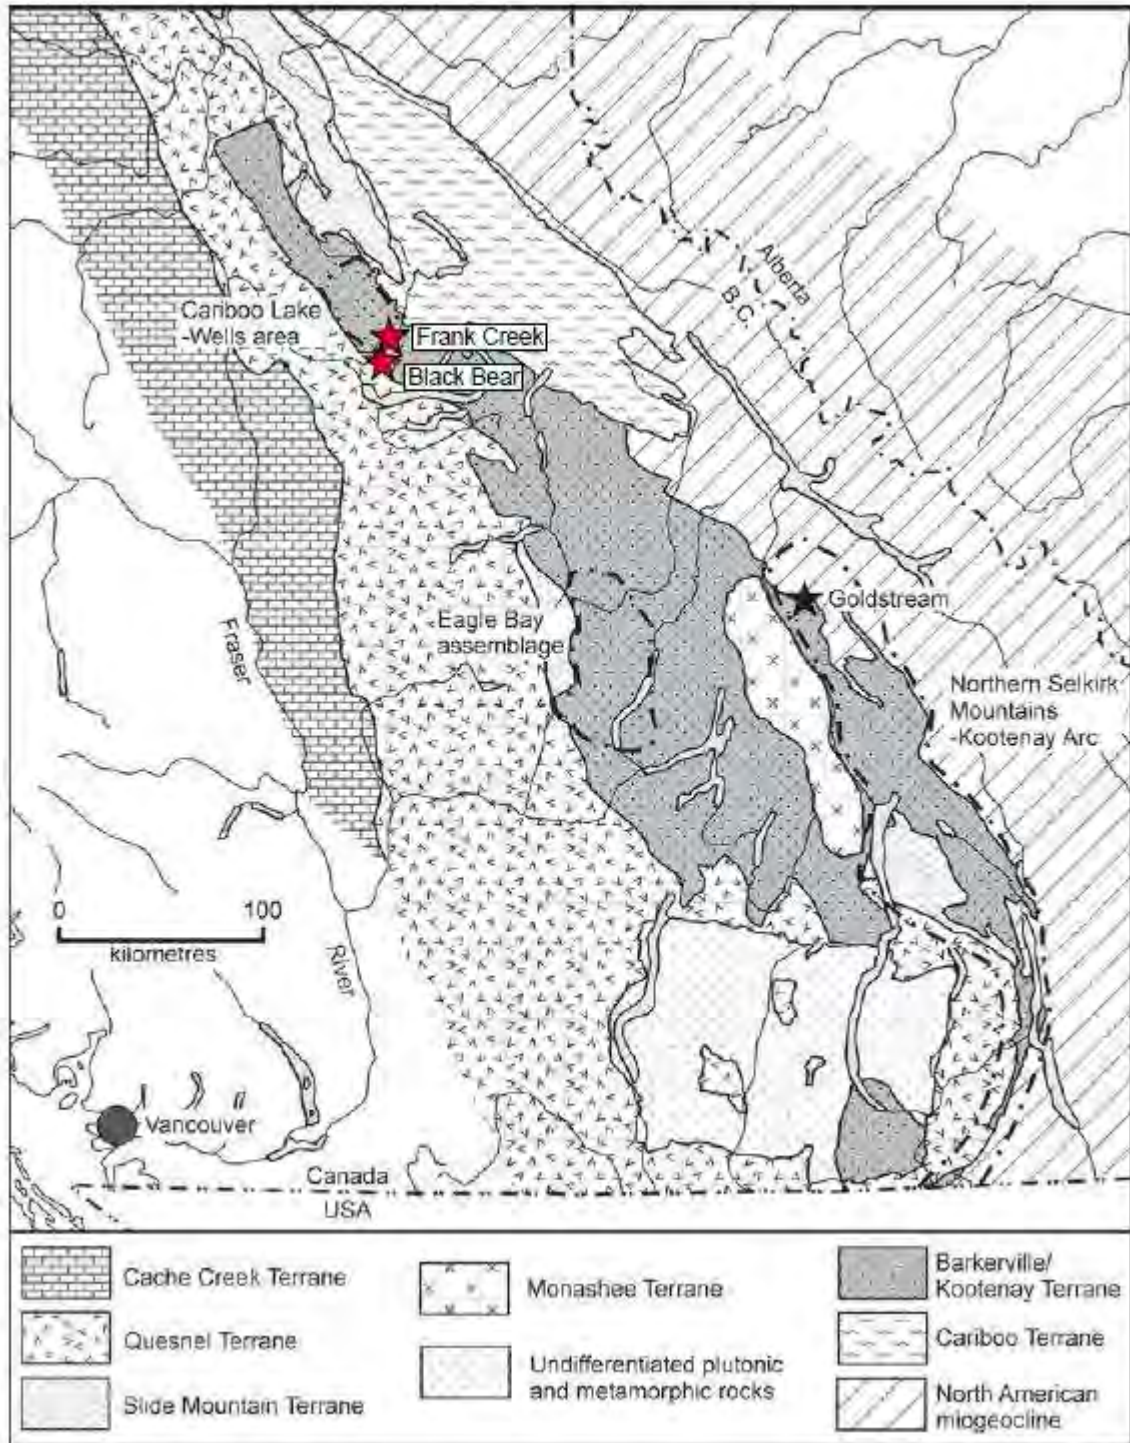 Alberta
B.C.
Cariboo Lake
-Wells area
Frank Creek
Black Bear
Goldstream
Eagle Bay
assemblage
Fraser
Northern Selkirk
Mountains
-Kootenay Arc
0 100
kilometres
River
Vancouver
Canada
USA
Cache Creek Terrane
Quesnel Terrane
Slide Mountain Terrane
Monashee Terrane
Undifferentiated plutonic
and metamorphic rocks
Barkerville/
Kootenay Terrane
Cariboo Terrane
North American
miogeocline